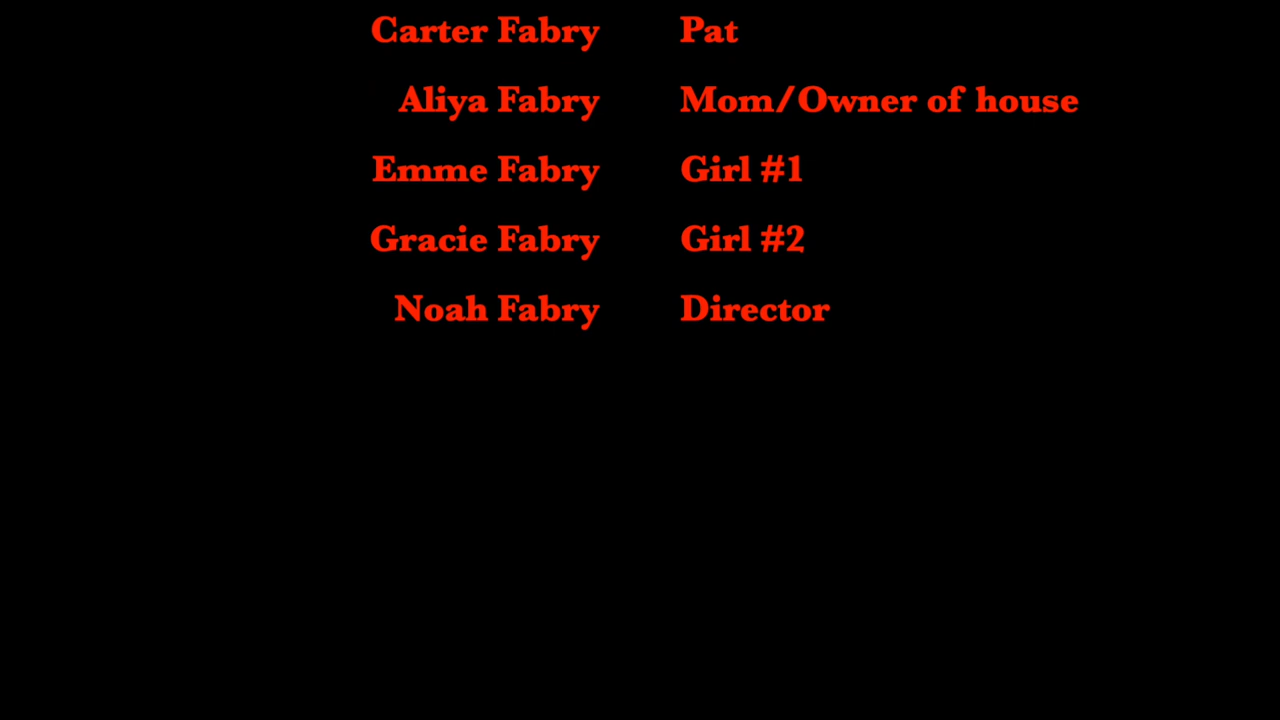 Carter Fabry Pat
Aliya Fabry Mom/Owner of house
Emme Fabry Girl #1
Gracie Fabry Girl #2
Noah Fabry Director